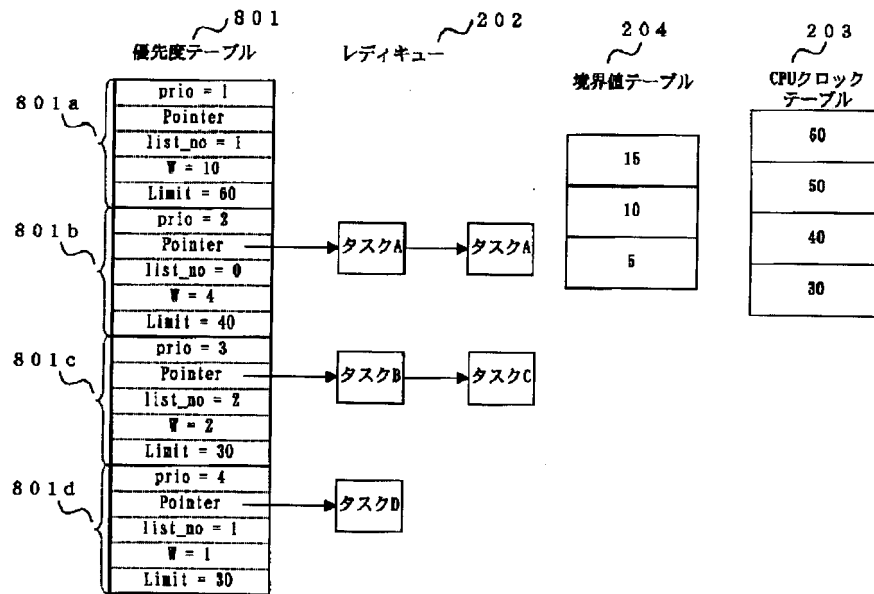 801
優先度テーブル
202
レディキュー
204
境界値テーブル
203
CPUクロック
テーブル
801a
prio = 1
Pointer
list_no = 1
W = 10
Limit = 60
801b
prio = 2
Pointer
list_no = 0
W = 4
Limit = 40
タスクA
タスクA
801c
prio = 3
Pointer
list_no = 2
W = 2
Limit = 30
タスクB
タスクC
801d
prio = 4
Pointer
list_no = 1
W = 1
Limit = 30
タスクD
15
10
5
60
50
40
30